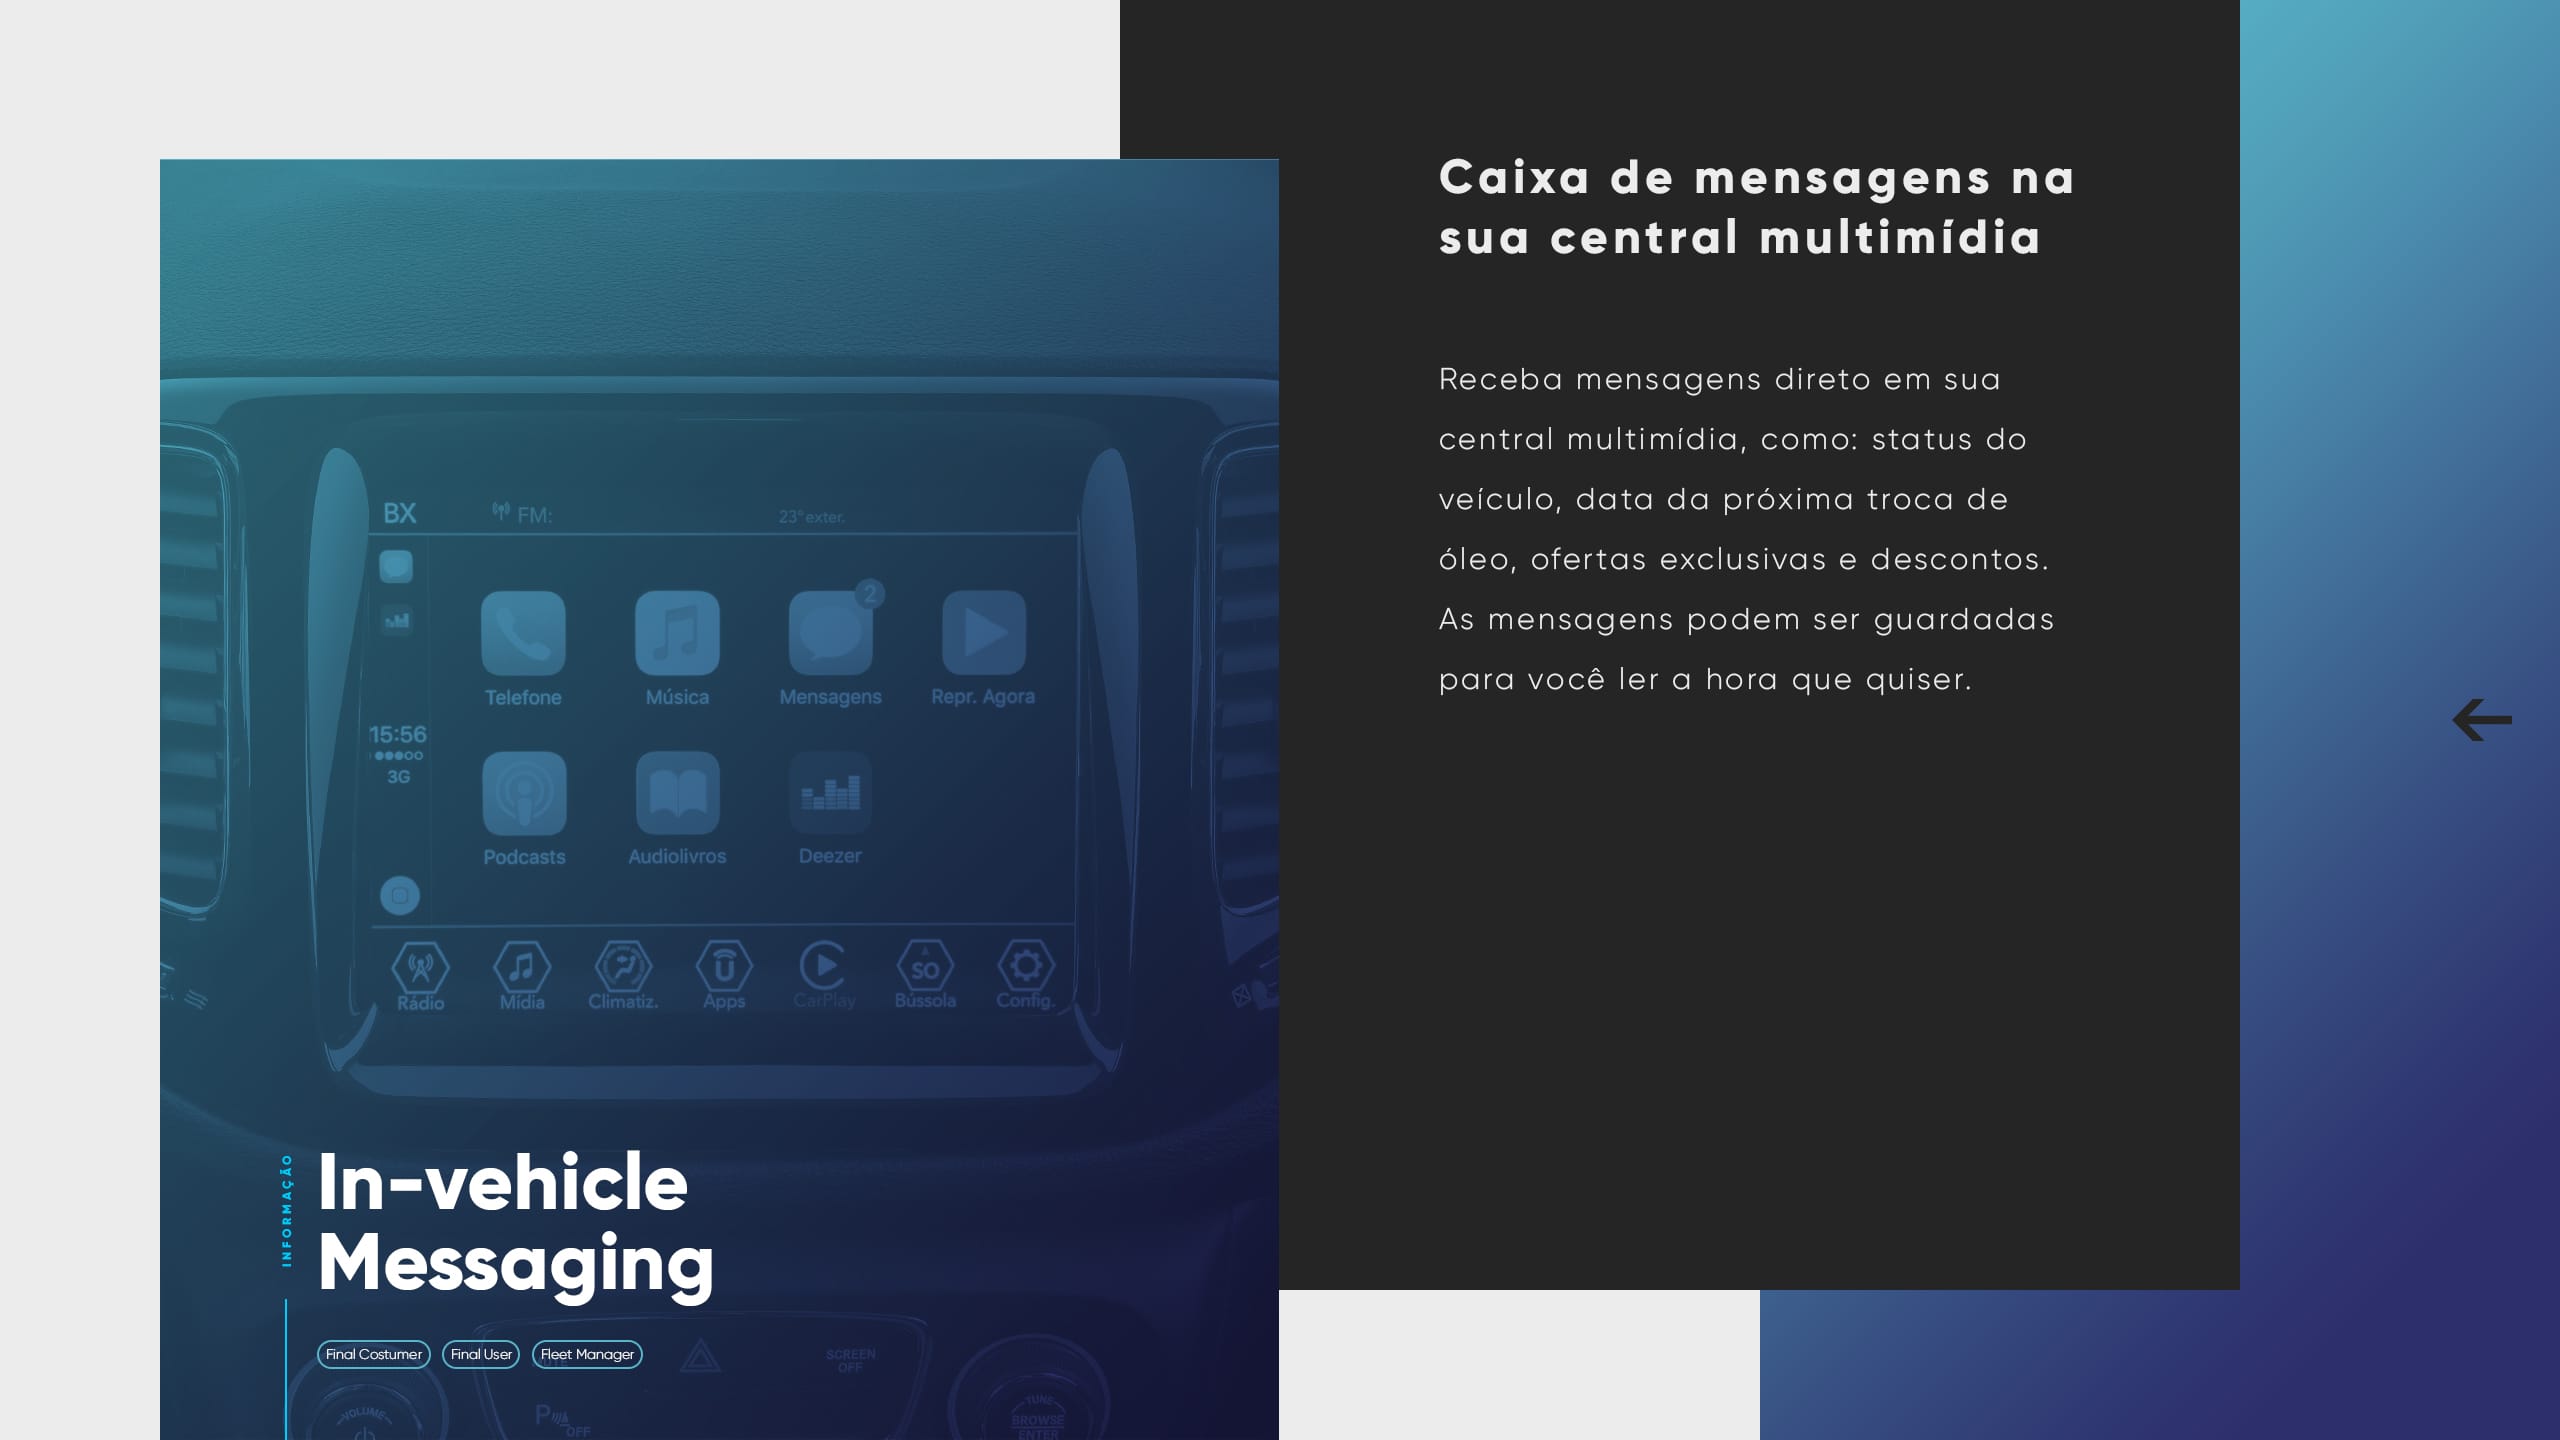 Caixa de mensagens na
sua central multimídia
Receba mensagens direto em sua
central multimídia, como: status do
veículo, data da próxima troca de
óleo, ofertas exclusivas e descontos.
As mensagens podem ser guardadas
para você ler a hora que quiser.
BX
FM:
23° exter.
2
Telefone
Música
Mensagens
Repr. Agora
15:56
3G
Podcasts
Audiolivros
Deezer
SO
Rádio
Mídia
Climatiz.
Apps
CarPlay
Bússola
Config.
INFORMAÇÃO
In-vehicle
Messaging
Final Costumer
Final User
Fleet Manager
SCREEN
OFF
VOLUME
P
OFF
TUNE
BROWSE
ENTER